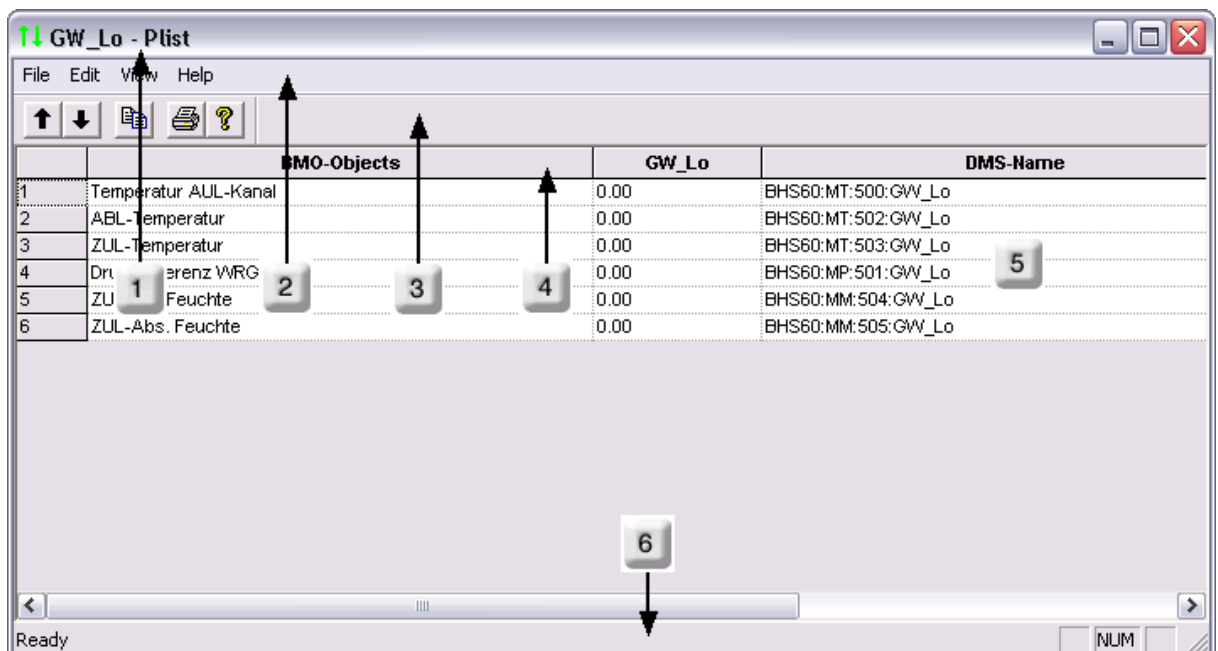 GW_Lo - Plist
File Edit View Help
BMO-Objects GW_Lo DMS-Name
1 Temperatur AUL-Kanal 0.00 BHS60:MT:500:GW_Lo
2 ABL-Temperatur 0.00 BHS60:MT:502:GW_Lo
3 ZUL-Temperatur 0.00 BHS60:MT:503:GW_Lo
4 WRG 0.00 BHS60:MP:501:GW_Lo
5 Feuchte 0.00 BHS60:MM:504:GW_Lo
6 ZUL-Abs. Feuchte 0.00 BHS60:MM:505:GW_Lo
1 2 3 4 5
6
Ready NUM